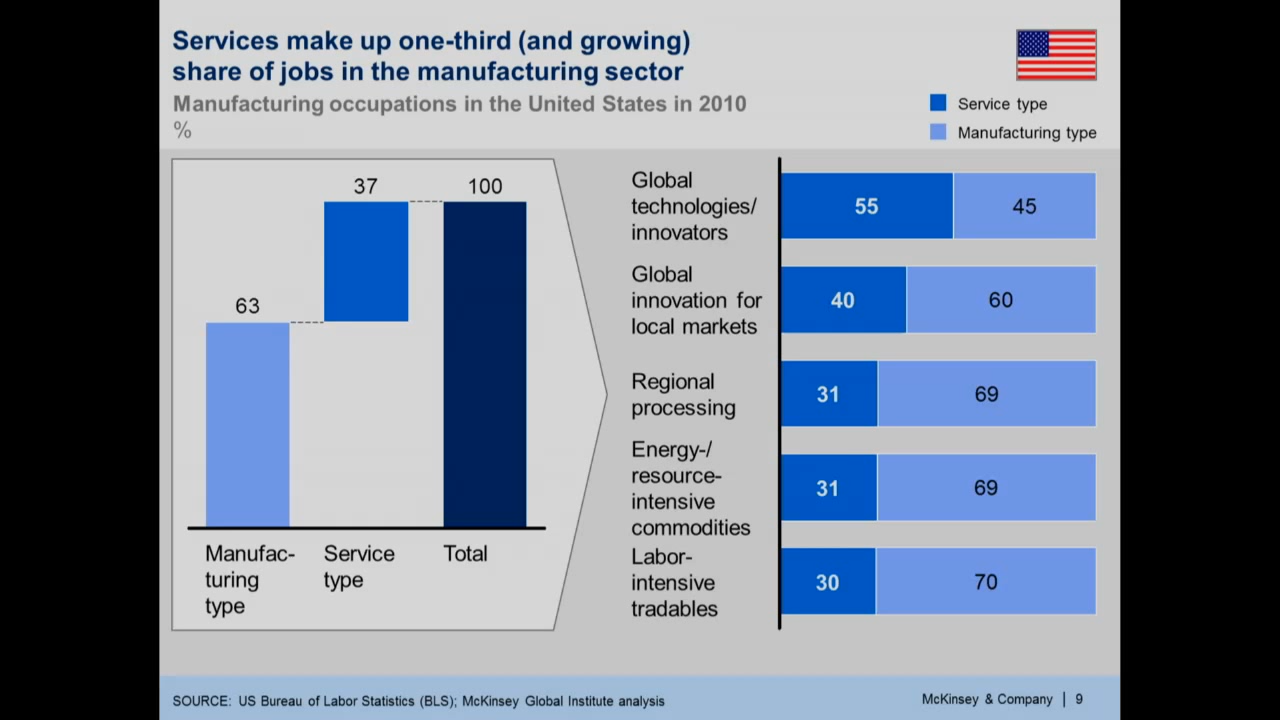 Services make up one-third (and growing)
share of jobs in the manufacturing sector
Manufacturing occupations in the United States in 2010
%
Service type
Manufacturing type
63
37
100
Manufac-
turing
type
Service
type
Total
Global
technologies/
innovators
55
45
Global
innovation for
local markets
40
60
Regional
processing
31
69
Energy-/
resource-
intensive
commodities
31
69
Labor-
intensive
tradables
30
70
SOURCE: US Bureau of Labor Statistics (BLS); McKinsey Global Institute analysis
McKinsey & Company | 9